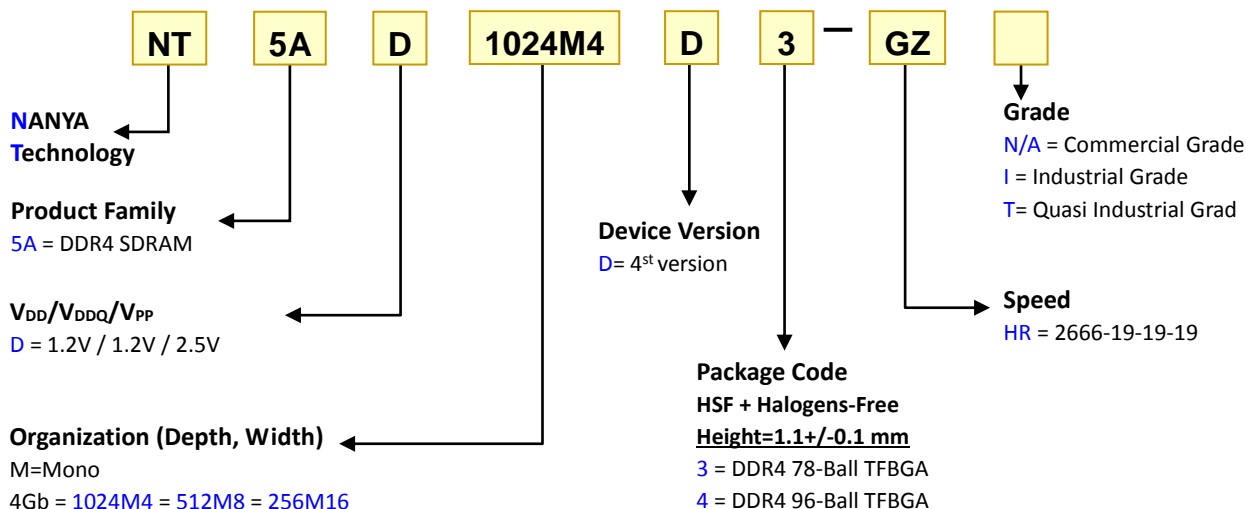 NT 5A D 1024M4 D 3 – GZ
NANYA
Technology
Product Family
5A = DDR4 SDRAM
VDD/VDDQ/VPP
D = 1.2V / 1.2V / 2.5V
Organization (Depth, Width)
M=Mono
4Gb = 1024M4 = 512M8 = 256M16
Device Version
D= 4st version
Package Code
HSF + Halogens-Free
Height=1.1+/-0.1 mm
3 = DDR4 78-Ball TFBGA
4 = DDR4 96-Ball TFBGA
Grade
N/A = Commercial Grade
I = Industrial Grade
T= Quasi Industrial Grad
Speed
HR = 2666-19-19-19